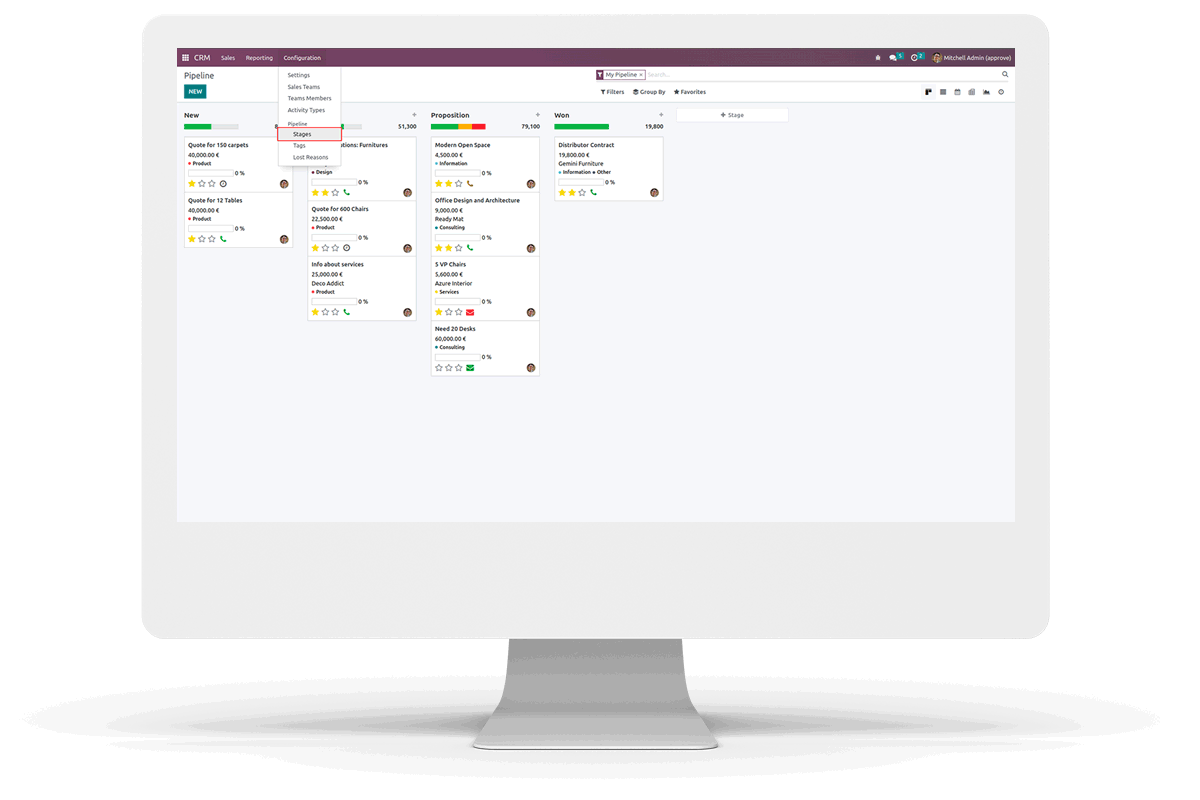 CRM Sales Reporting Configuration 5 2 Mitchell Admin (approve)
Pipeline
My Pipeline × Search...
NEW
Filters Group By Favorites
Settings
Sales Teams
Teams Members
Activity Types
Pipeline
Stages
Tags
Lost Reasons
New
Quote for 150 carpets
40,000.00 €
Product
0 %
Quote for 12 Tables
40,000.00 €
Product
0 %
+
51,300
tions: Furnitures
Design
0 %
Quote for 600 Chairs
22,500.00 €
Product
0 %
Info about services
25,000.00 €
Deco Addict
Product
0 %
Proposition +
79,100
Modern Open Space
4,500.00 €
Information
0 %
Office Design and Architecture
9,000.00 €
Ready Mat
Consulting
0 %
5 VP Chairs
5,600.00 €
Azure Interior
Services
0 %
Need 20 Desks
60,000.00 €
Consulting
0 %
Won +
19,800
Distributor Contract
19,800.00 €
Gemini Furniture
Information Other
0 %
+ Stage